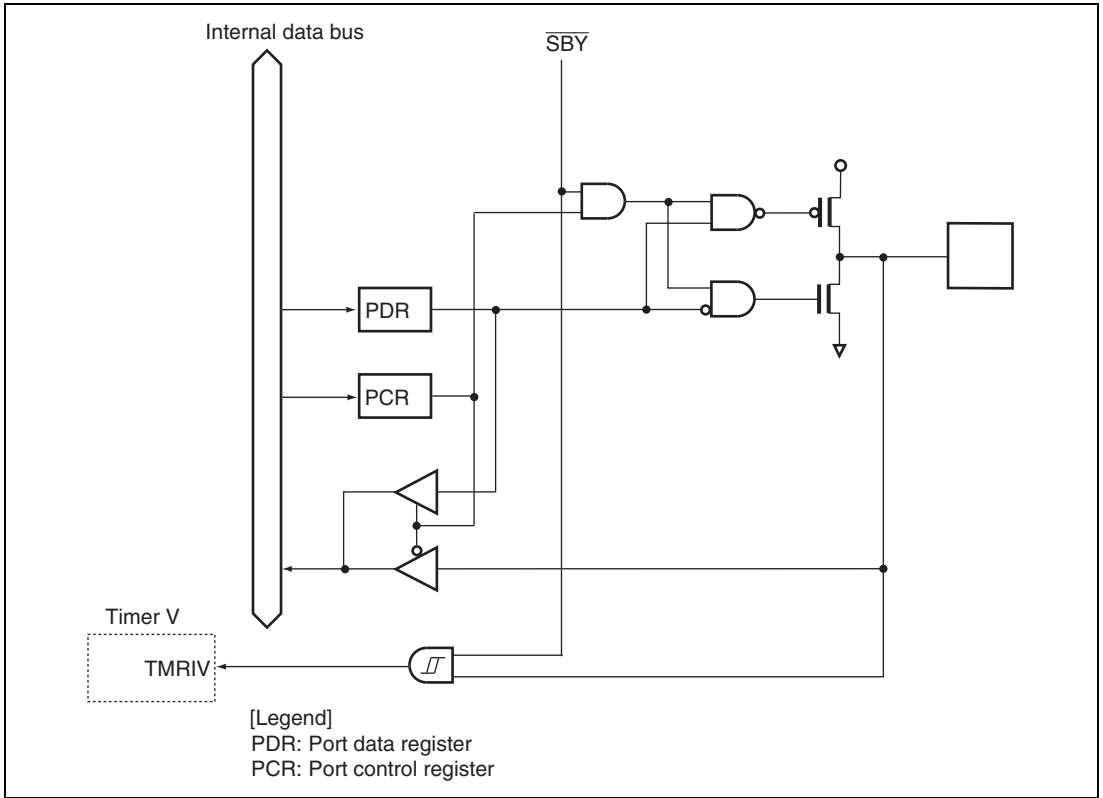 Internal data bus
SBY
PDR
PCR
Timer V
TMRIV
[Legend]
PDR: Port data register
PCR: Port control register